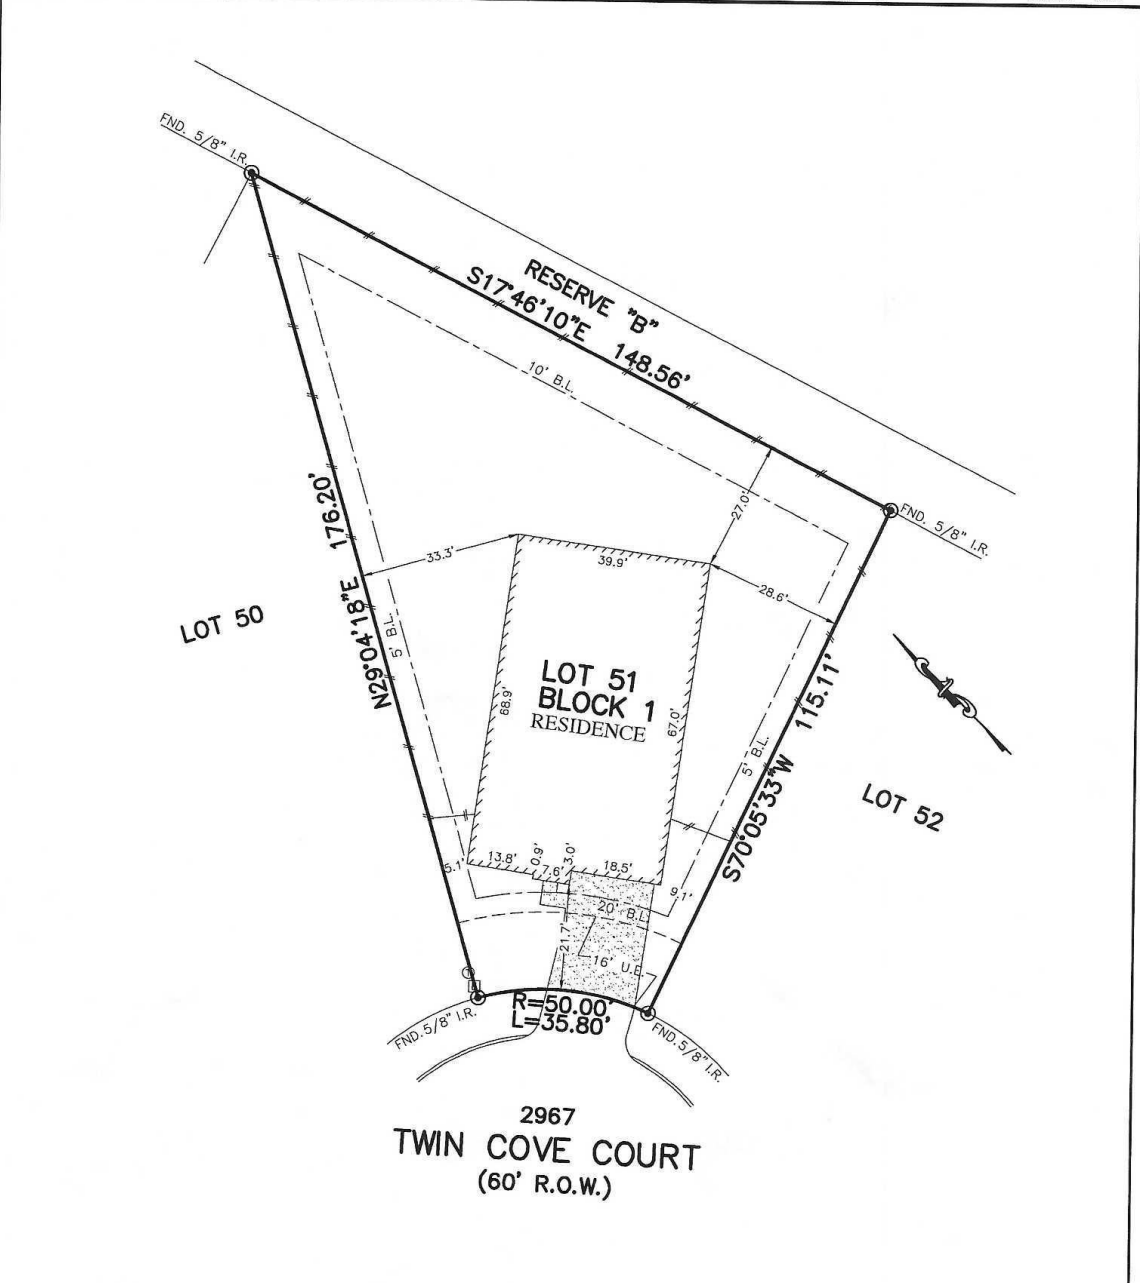 FND. 5/8" I.R.
RESERVE "B"
S17°46'10"E 148.56'
10' B.L.
FND. 5/8" I.R.
27.0'
33.3'
39.9'
28.6'
N29°04'18"E 176.20'
5' B.L.
LOT 50
LOT 51
BLOCK 1
RESIDENCE
68.9'
67.0'
S70°05'33"W 115.11'
5' B.L.
LOT 52
5.1'
13.8'
0.9'
7.6'
3.0'
18.5'
9.1'
20' B.L.
21.7'
16' U.E.
R=50.00'
L=35.80'
FND. 5/8" I.R.
FND. 5/8" I.R.
2967
TWIN COVE COURT
(60' R.O.W.)